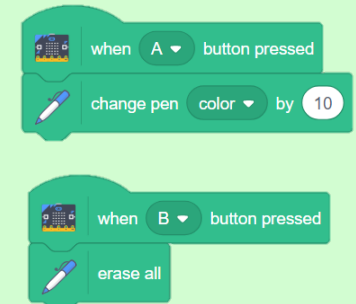 when A button pressed
change pen color by 10
when B button pressed
erase all